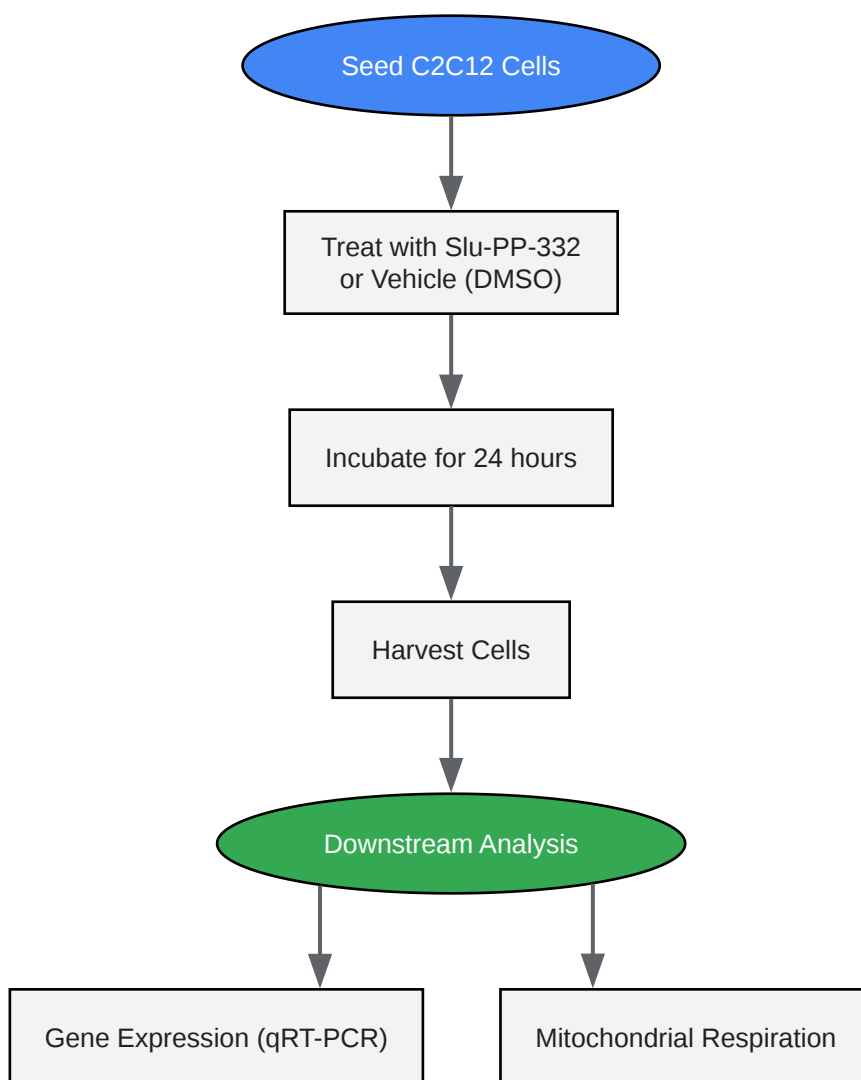 Seed C2C12 Cells
Treat with Slu-PP-332
or Vehicle (DMSO)
Incubate for 24 hours
Harvest Cells
Downstream Analysis
Gene Expression (qRT-PCR)
Mitochondrial Respiration